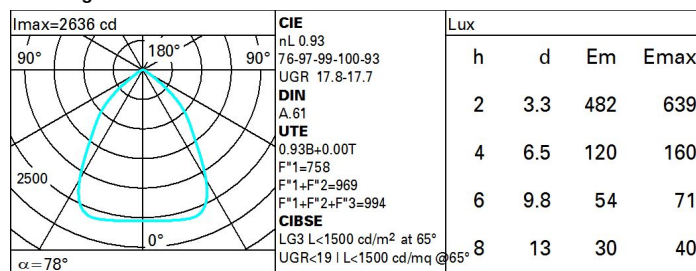 Imax=2636 cd
90°
180°
90°
2500
0°
α=78°
CIE
nL 0.93
76-97-99-100-93
UGR 17.8-17.7
DIN
A.61
UTE
0.93B+0.00T
F"1=758
F"1+F"2=969
F"1+F"2+F"3=994
CIBSE
LG3 L<1500 cd/m² at 65°
UGR<19 | L<1500 cd/mq @65°
Lux
h d Em Emax
2 3.3 482 639
4 6.5 120 160
6 9.8 54 71
8 13 30 40